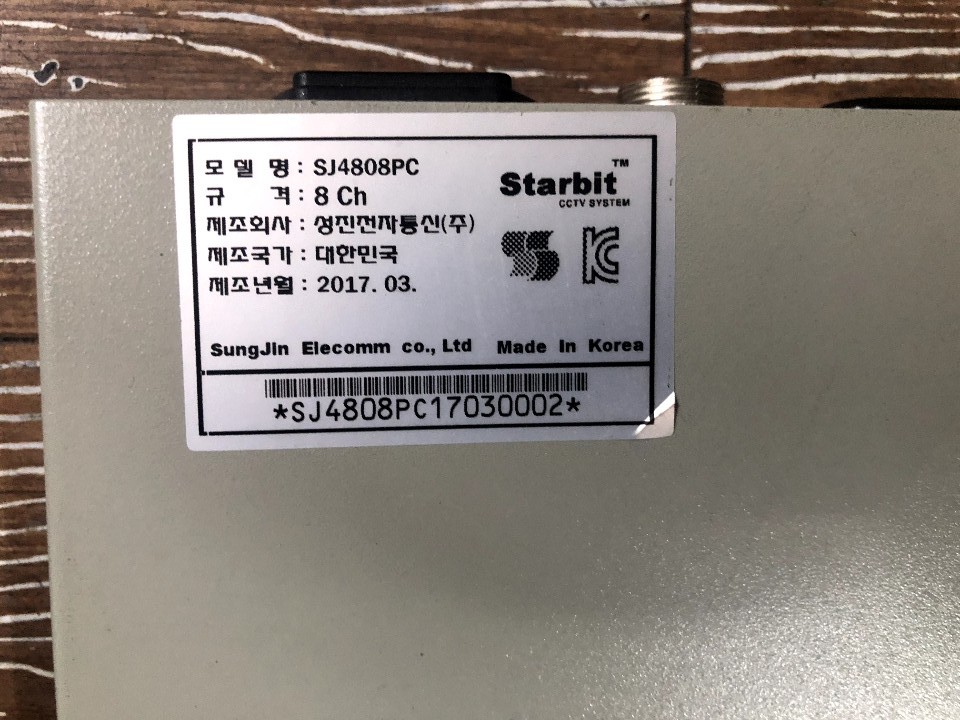 모 델 명 : SJ4808PC
규 격 : 8 Ch
제조회사 : 성진전자통신(주)
제조국가 : 대한민국
제조년월 : 2017. 03.
Starbit™
CCTV SYSTEM
SungJin Elecomm co., Ltd Made In Korea
*SJ4808PC17030002*